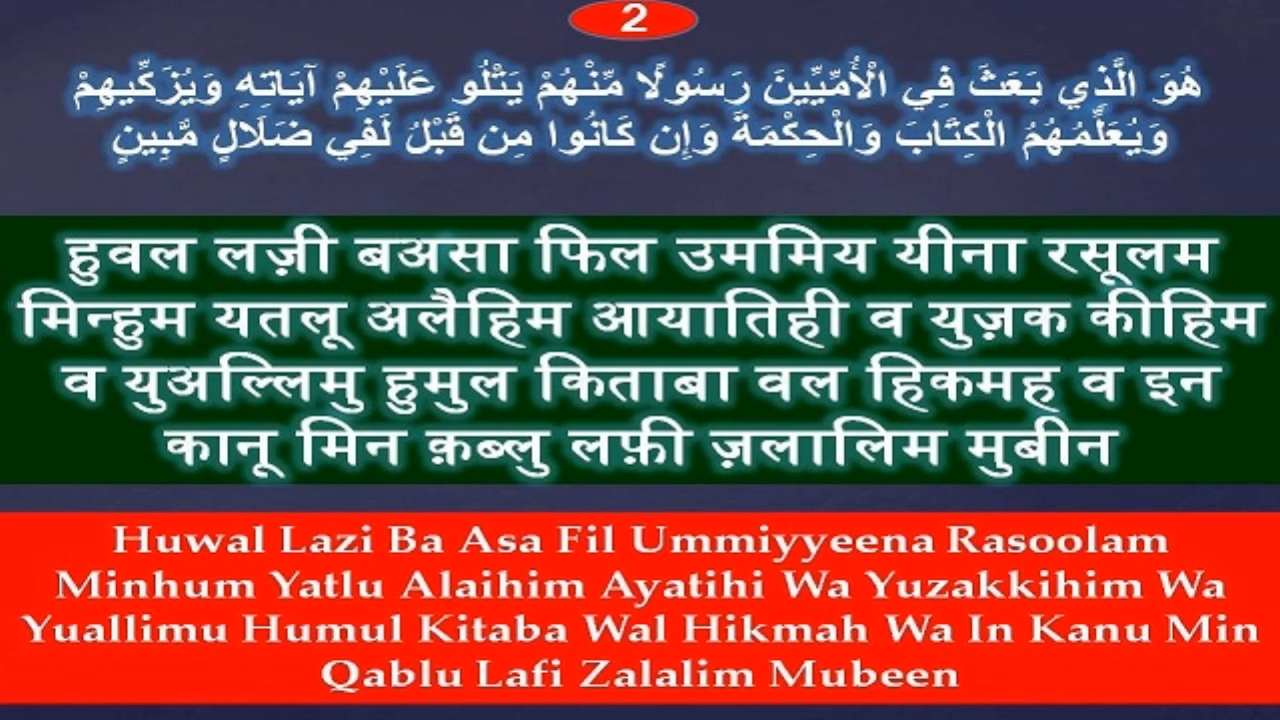 2
هُوَ الَّذِي بَعَثَ فِي الْأُمِّيِّينَ رَسُولًا مِّنْهُمْ يَتْلُو عَلَيْهِمْ آيَاتِهِ وَيُزَكِّيهِمْ
وَيُعَلِّمُهُمُ الْكِتَابَ وَالْحِكْمَةَ وَإِن كَانُوا مِن قَبْلُ لَفِي ضَلَالٍ مُّبِينٍ
हुवल लज़ी बअसा फिल उममिय यीना रसूलम
मिन्हुम यतलू अलैहिम आयातिही व युज़क कीहिम
व युअल्लिमु हुमुल किताबा वल हिकमह व इन
कानू मिन क़ब्लु लफ़ी ज़लालिम मुबीन
Huwal Lazi Ba Asa Fil Ummiyyeena Rasoolam
Minhum Yatlu Alaihim Ayatihi Wa Yuzakkihim Wa
Yuallimu Humul Kitaba Wal Hikmah Wa In Kanu Min
Qablu Lafi Zalalim Mubeen